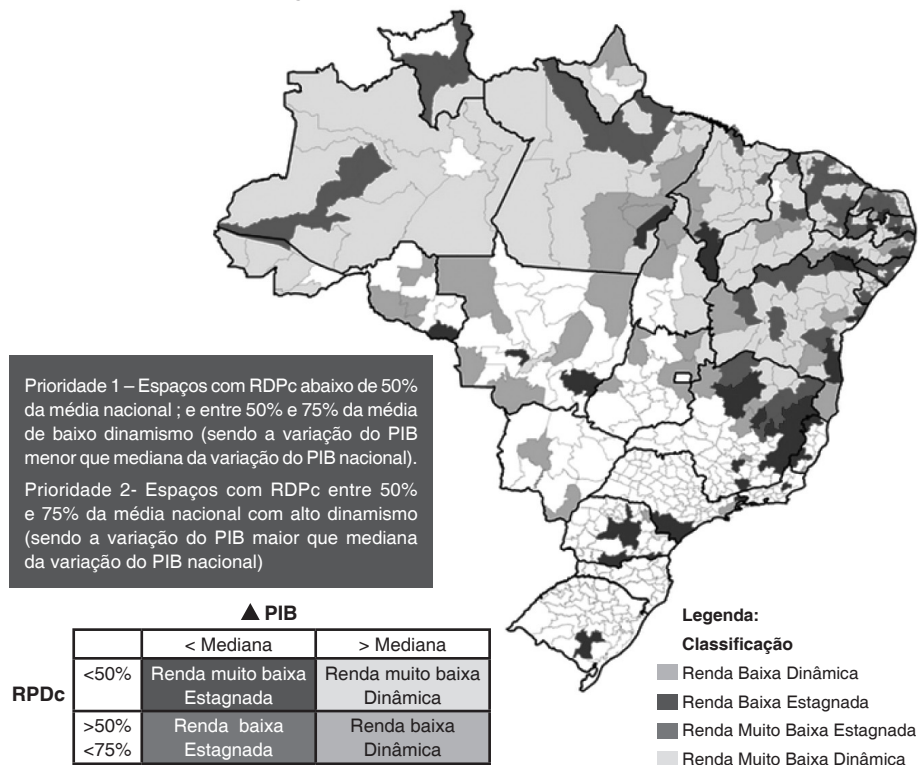 Prioridade 1 – Espaços com RDPc abaixo de 50%
da média nacional ; e entre 50% e 75% da média
de baixo dinamismo (sendo a variação do PIB
menor que mediana da variação do PIB nacional).
Prioridade 2- Espaços com RDPc entre 50%
e 75% da média nacional com alto dinamismo
(sendo a variação do PIB maior que mediana
da variação do PIB nacional)
▲ PIB
< Mediana > Mediana
RPDc
<50% Renda muito baixa Renda muito baixa
Estagnada Dinâmica
>50% Renda baixa Renda baixa
<75% Estagnada Dinâmica
Legenda:
Classificação
Renda Baixa Dinâmica
Renda Baixa Estagnada
Renda Muito Baixa Estagnada
Renda Muito Baixa Dinâmica